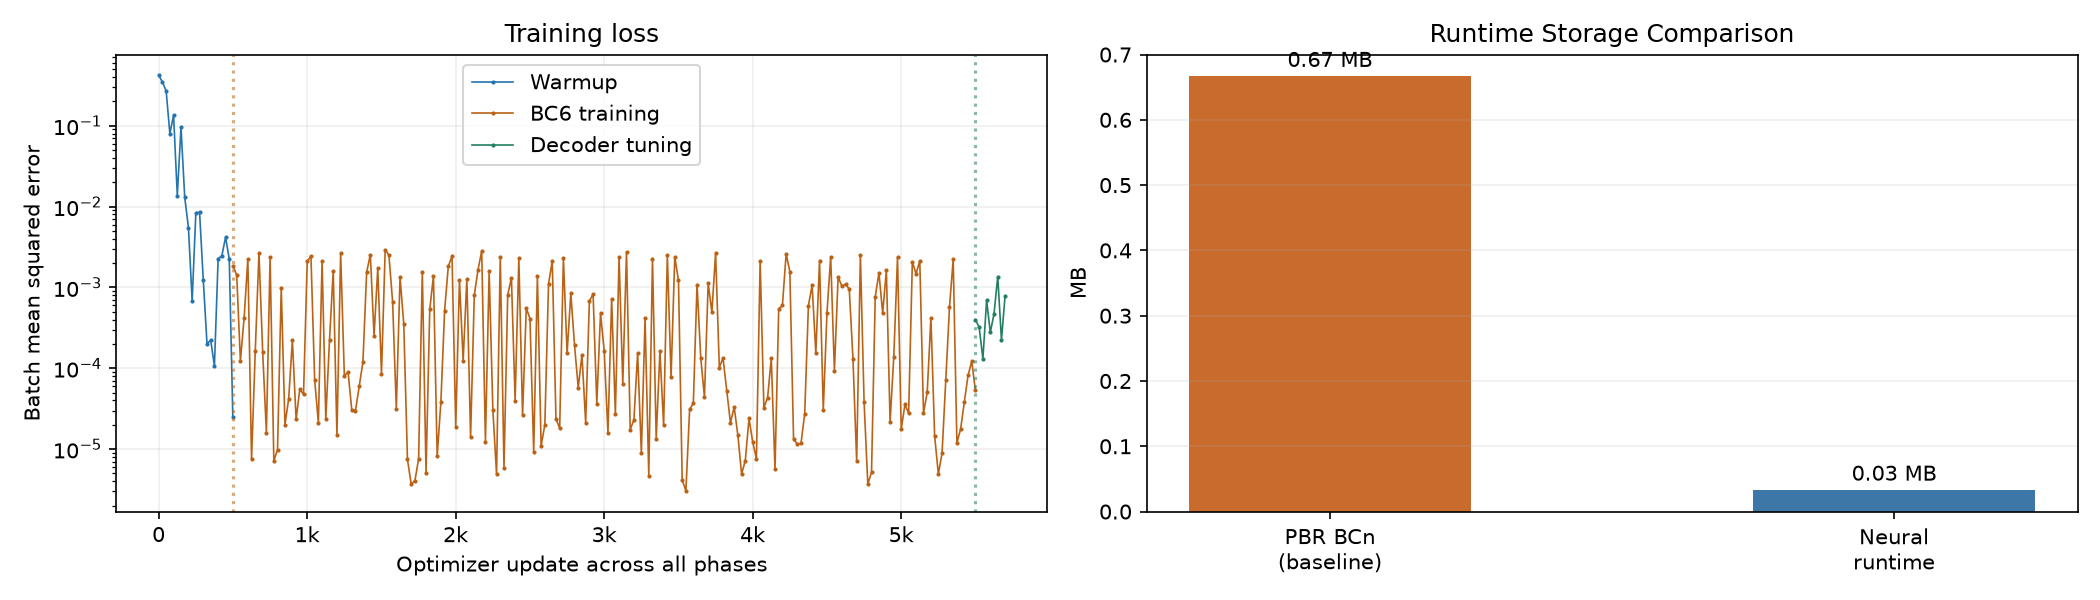 Training loss
Warmup
BC6 training
Decoder tuning
Batch mean squared error
10⁻¹
10⁻²
10⁻³
10⁻⁴
10⁻⁵
0
1k
2k
3k
4k
5k
Optimizer update across all phases
Runtime Storage Comparison
MB
0.7
0.6
0.5
0.4
0.3
0.2
0.1
0.0
0.67 MB
0.03 MB
PBR BCn
(baseline)
Neural
runtime